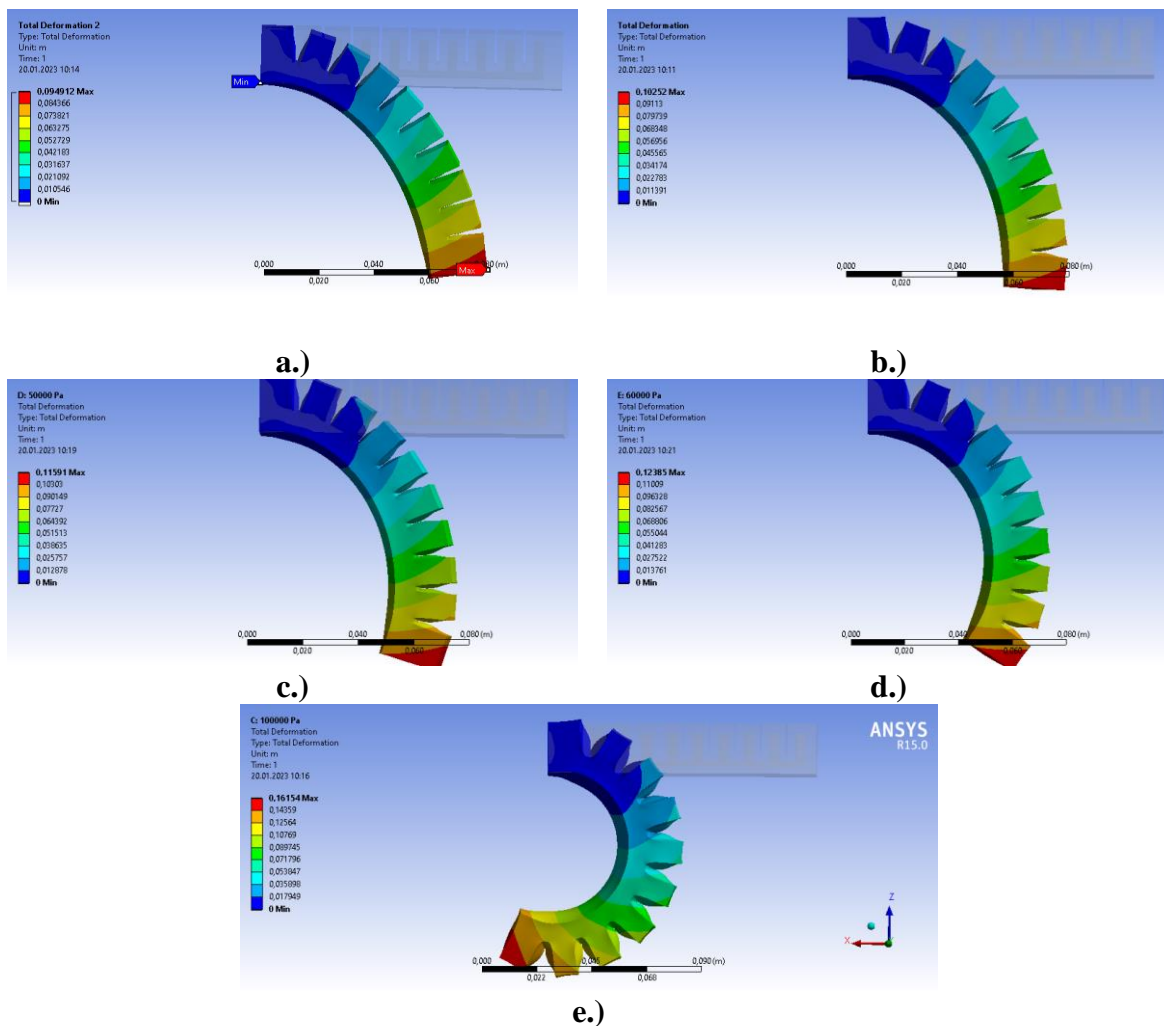 Total Deformation 2
Type: Total Deformation
Unit: m
Time: 1
20.01.2023 10:14
0,094912 Max
0,084366
0,073821
0,063275
0,052729
0,042183
0,031637
0,021092
0,010546
0 Min
Min
Max
0,000
0,040
0,080 (m)
0,020
0,060
a.)
Total Deformation
Type: Total Deformation
Unit: m
Time: 1
20.01.2023 10:11
0,10252 Max
0,09113
0,079739
0,068348
0,056956
0,045565
0,034174
0,022783
0,011391
0 Min
0,000
0,040
0,080 (m)
0,020
0,060
b.)
D: 50000 Pa
Total Deformation
Type: Total Deformation
Unit: m
Time: 1
20.01.2023 10:19
0,11591 Max
0,10303
0,090149
0,07727
0,064392
0,051513
0,038635
0,025757
0,012878
0 Min
0,000
0,040
0,080 (m)
0,020
0,060
c.)
E: 60000 Pa
Total Deformation
Type: Total Deformation
Unit: m
Time: 1
20.01.2023 10:21
0,12385 Max
0,11009
0,096328
0,082567
0,068806
0,055044
0,041283
0,027522
0,013761
0 Min
0,000
0,040
0,080 (m)
0,020
0,060
d.)
C: 100000 Pa
Total Deformation
Type: Total Deformation
Unit: m
Time: 1
20.01.2023 10:16
0,16154 Max
0,14359
0,12564
0,10769
0,089745
0,071796
0,053847
0,035898
0,017949
0 Min
ANSYS
R15.0
Z
X
0,000
0,045
0,090 (m)
0,022
0,068
e.)